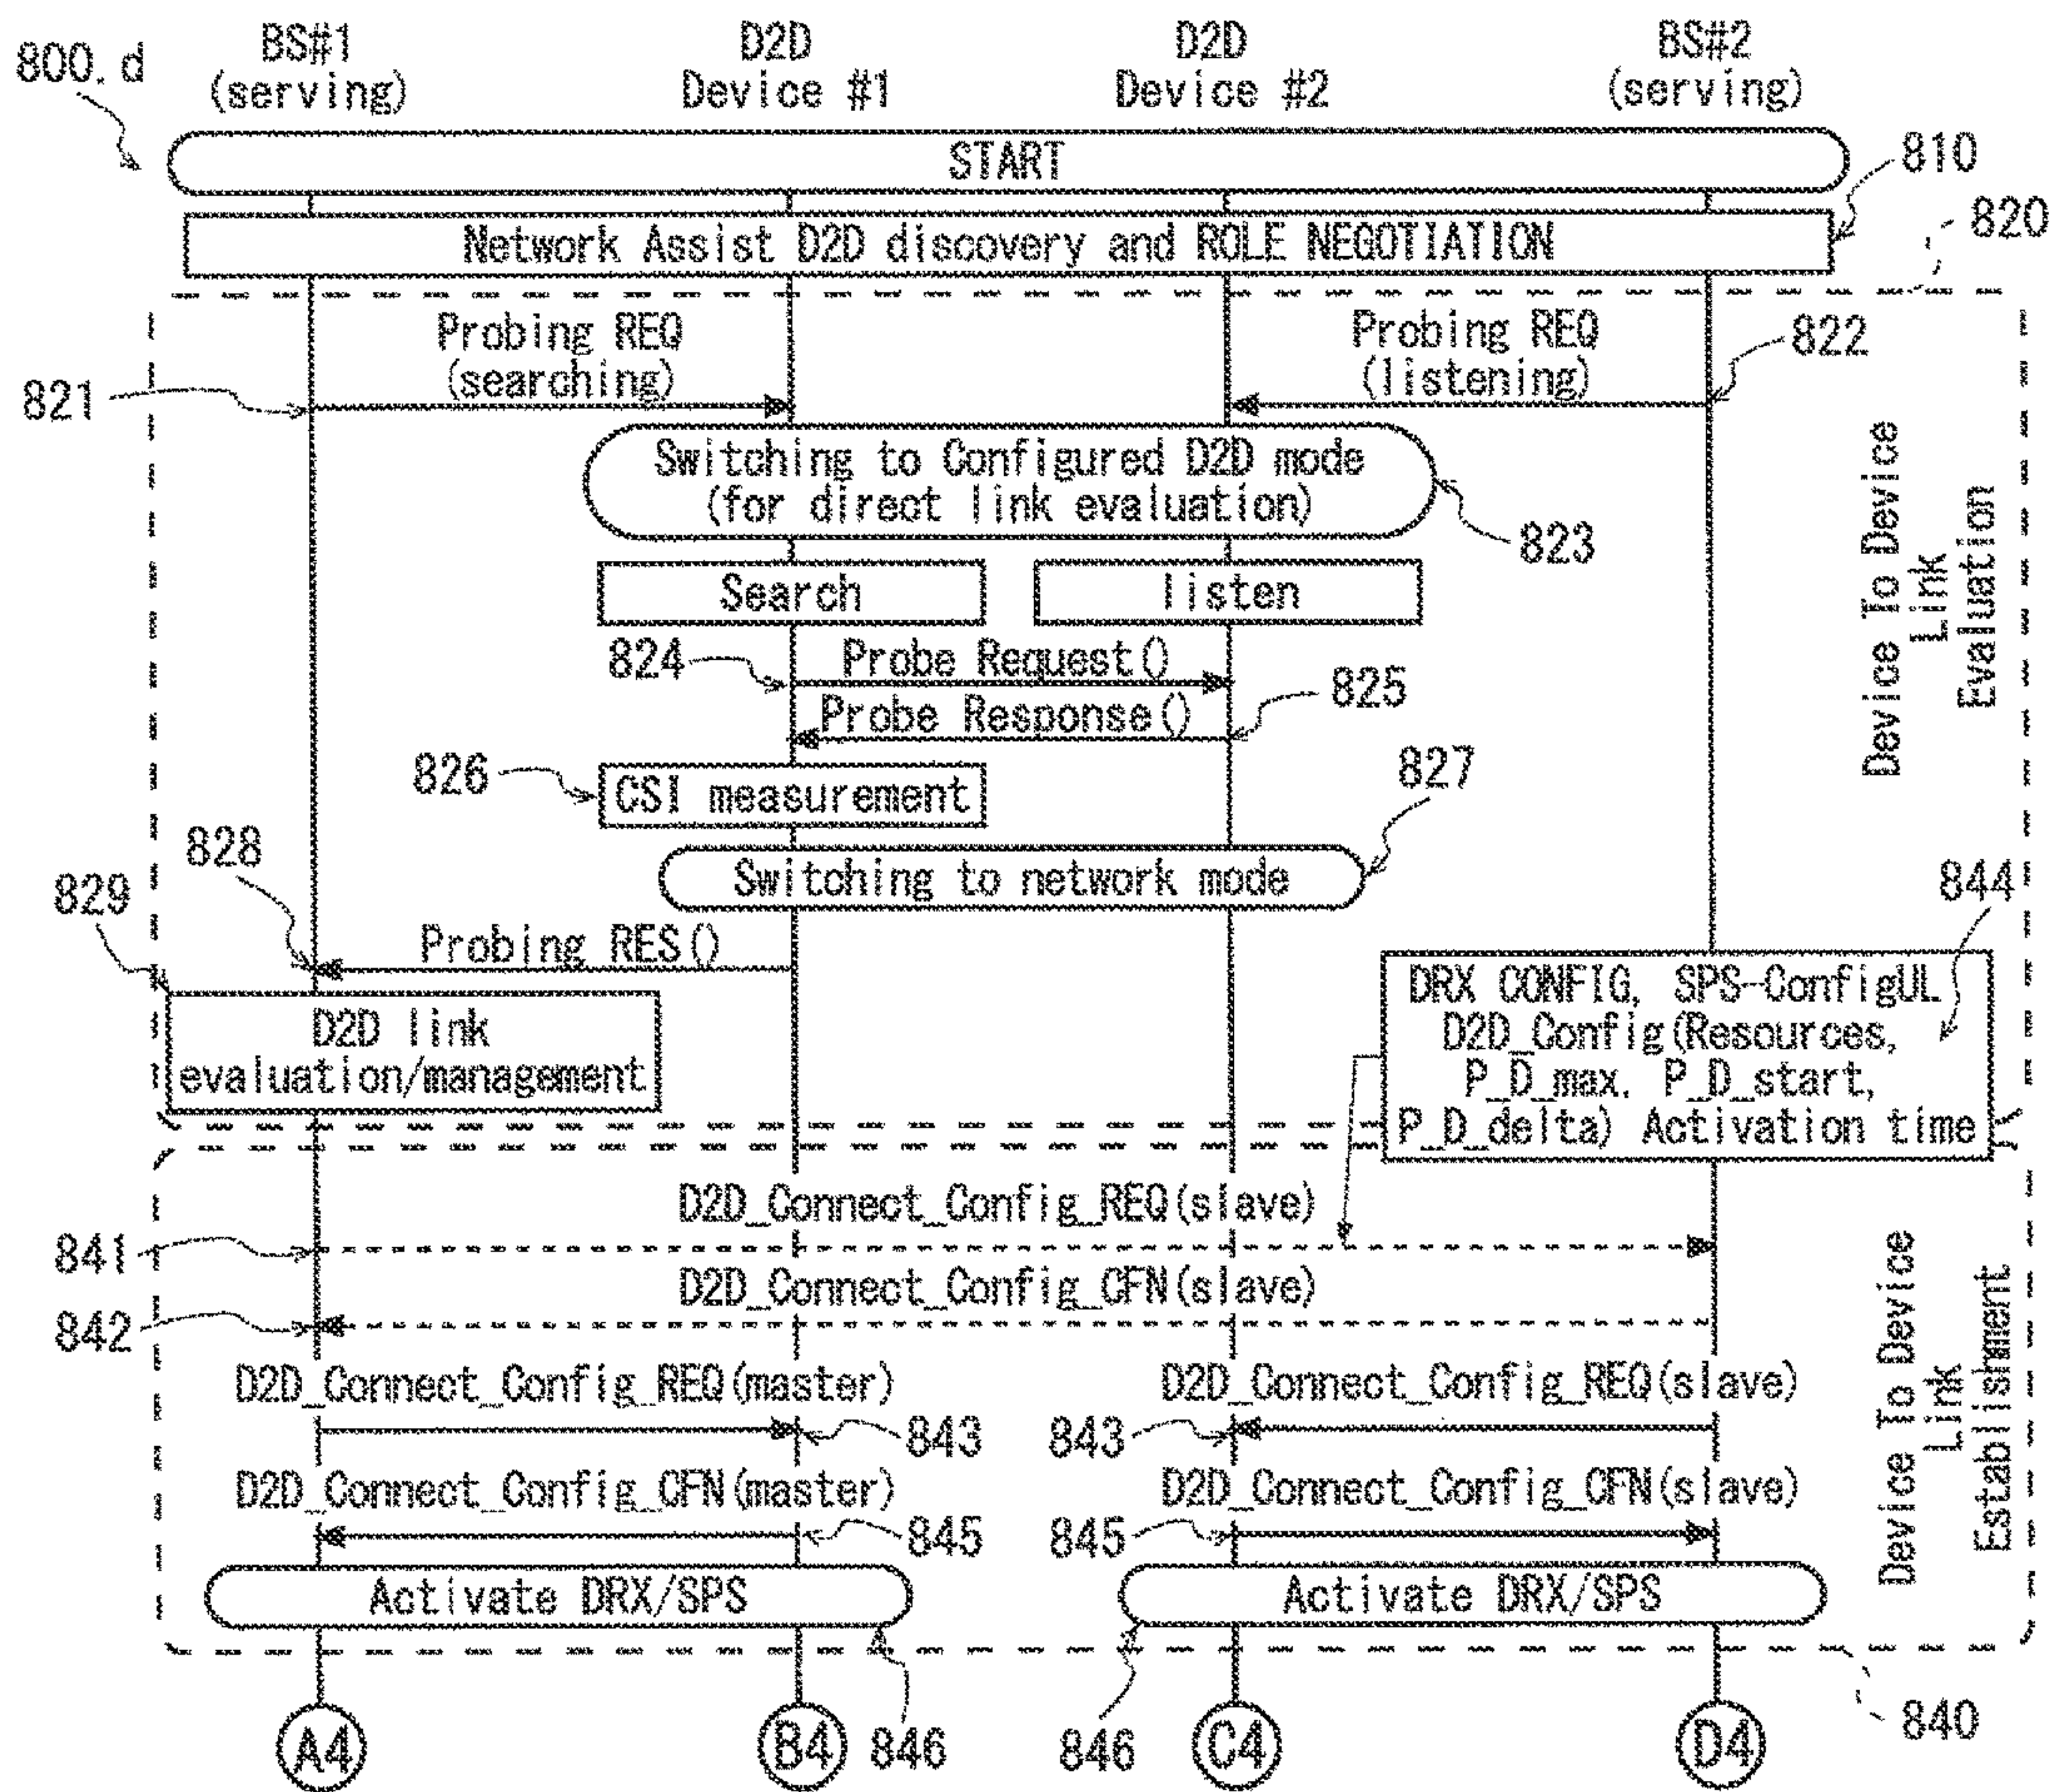 800.d
BS#1
(serving)
D2D
Device #1
D2D
Device #2
BS#2
(serving)
START
810
Network Assist D2D discovery and ROLE NEGOTIATION
820
Probing REQ
(searching)
Probing REQ
(listening)
821
822
Switching to Configured D2D mode
(for direct link evaluation)
823
Search
listen
824
Probe Request()
825
Probe Response()
826
CSI measurement
827
Switching to network mode
828
829
Probing RES()
844
D2D link
evaluation/management
DRX CONFIG, SPS-ConfigUL
D2D_Config(Resources,
P_D_max, P_D_start,
P_D_delta) Activation time
Device To Device
Link
Evaluation
D2D_Connect_Config_REQ(slave)
841
D2D_Connect_Config_CFN(slave)
842
D2D_Connect_Config_REQ(master)
D2D_Connect_Config_REQ(slave)
843
843
D2D_Connect_Config_CFN(master)
D2D_Connect_Config_CFN(slave)
845
845
Activate DRX/SPS
Activate DRX/SPS
Device To Device
Link
Establishment
846
846
840
A4
B4
C4
D4